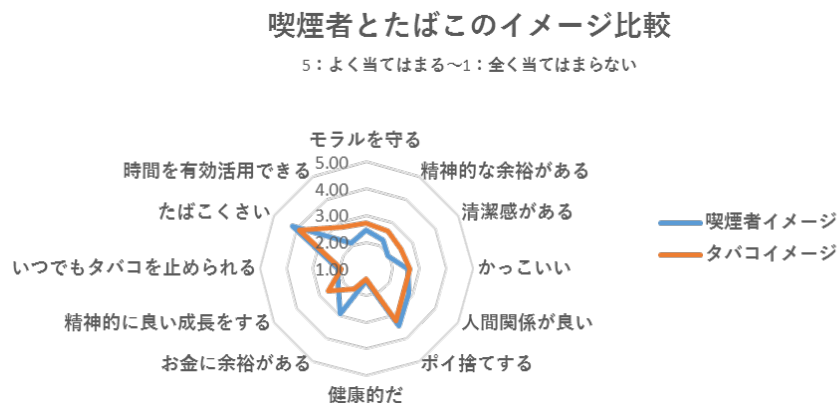 喫煙者とたばこのイメージ比較
5：よく当てはまる～1：全く当てはまらない
モラルを守る
時間を有効活用できる
5.00
精神的な余裕がある
4.00
たばこくさい
3.00
清潔感がある
2.00
いつでもタバコを止められる
1.00
かっこいい
喫煙者イメージ
タバコイメージ
精神的に良い成長をする
人間関係が良い
お金に余裕がある
ポイ捨てする
健康的だ